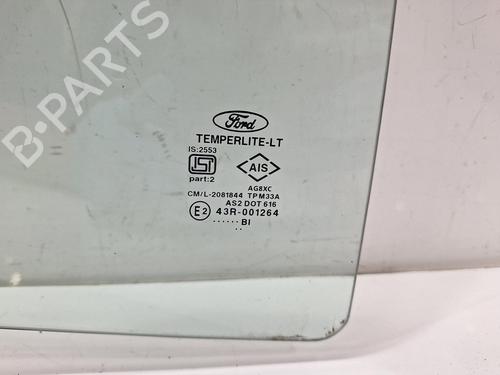 B-PARTS
Ford
TEMPERLITE-LT
IS:2553
ISI
AIS
part:2
AG8XC
CM/L-2081844 TPM33A
AS2 DOT 616
E2 43R-001264
...... BI
..